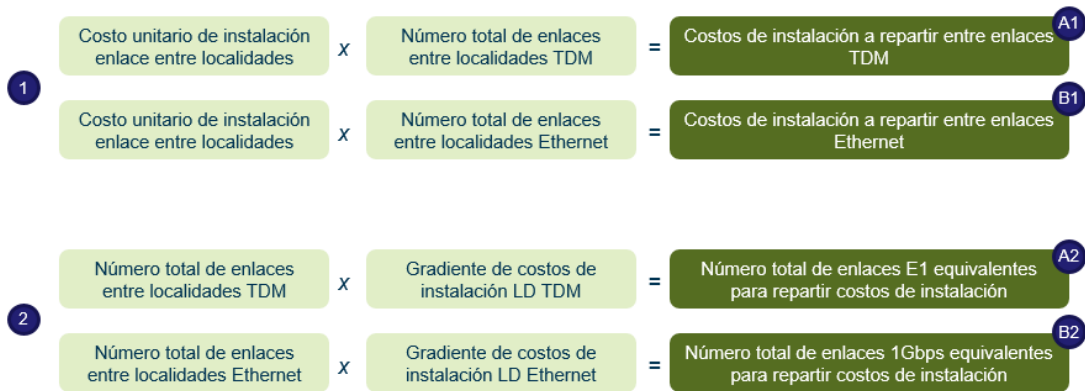 A1
Costo unitario de instalación
enlace entre localidades
x
Número total de enlaces
entre localidades TDM
=
Costos de instalación a repartir entre enlaces
TDM
1
B1
Costo unitario de instalación
enlace entre localidades
x
Número total de enlaces
entre localidades Ethernet
=
Costos de instalación a repartir entre enlaces
Ethernet
A2
Número total de enlaces
entre localidades TDM
x
Gradiente de costos de
instalación LD TDM
=
Número total de enlaces E1 equivalentes
para repartir costos de instalación
2
B2
Número total de enlaces
entre localidades Ethernet
x
Gradiente de costos de
instalación LD Ethernet
=
Número total de enlaces 1Gbps equivalentes
para repartir costos de instalación